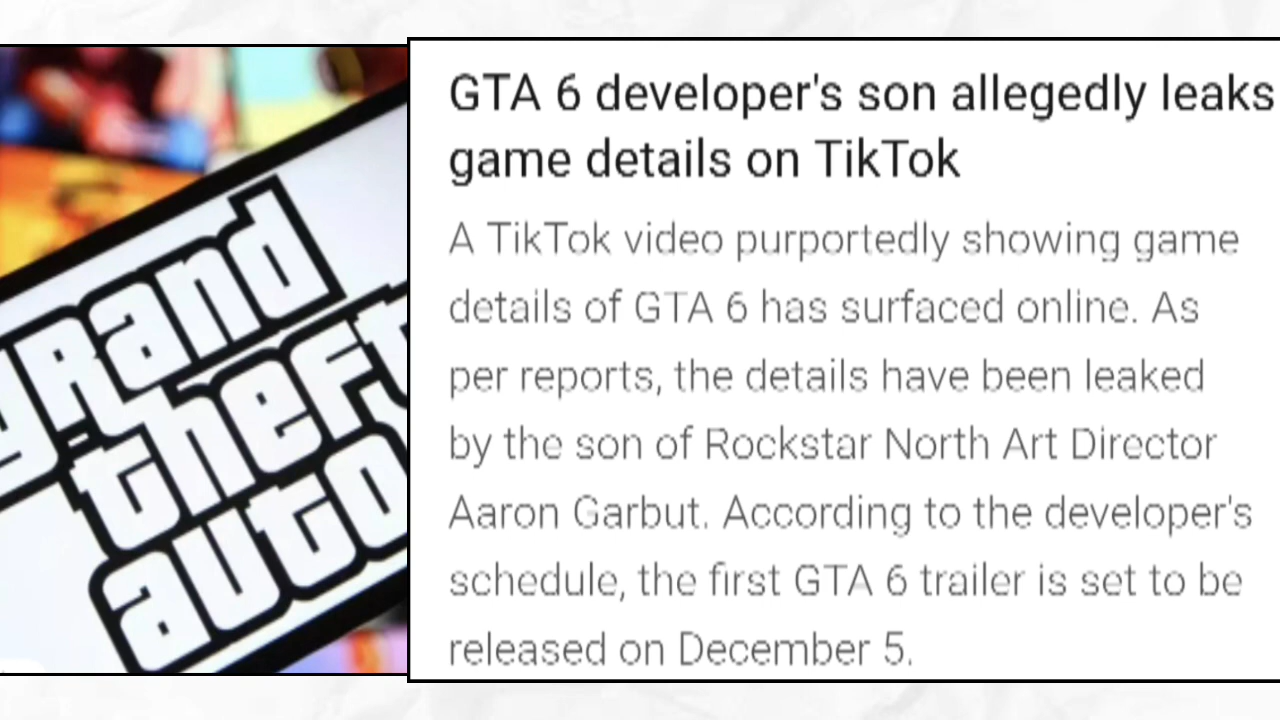 grand
theft
auto
GTA 6 developer's son allegedly leaks
game details on TikTok
A TikTok video purportedly showing game
details of GTA 6 has surfaced online. As
per reports, the details have been leaked
by the son of Rockstar North Art Director
Aaron Garbut. According to the developer's
schedule, the first GTA 6 trailer is set to be
released on December 5.